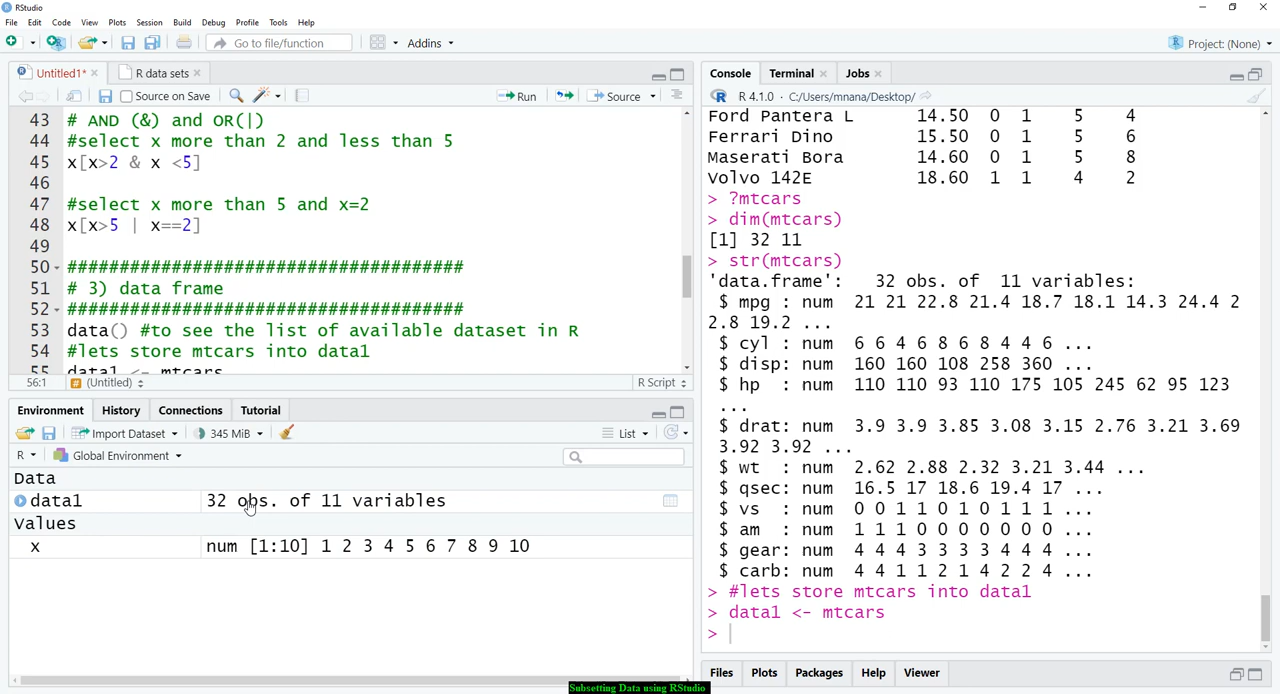 RStudio
File Edit Code View Plots Session Build Debug Profile Tools Help
Go to file/function Addins Project: (None)
Untitled1* R data sets
Source on Save Run Source
43 # AND (&) and OR(|)
44 #select x more than 2 and less than 5
45 x[x>2 & x <5]
46
47 #select x more than 5 and x=2
48 x[x>5 | x==2]
49
50 ######################################
51 # 3) data frame
52 ######################################
53 data() #to see the list of available dataset in R
54 #lets store mtcars into data1
55 data1 <- mtcars
56:1 # (Untitled) R Script
Environment History Connections Tutorial
Import Dataset 345 MiB List
R Global Environment
Data
data1 32 obs. of 11 variables
Values
x num [1:10] 1 2 3 4 5 6 7 8 9 10
Console Terminal Jobs
R 4.1.0 · C:/Users/mnana/Desktop/
Ford Pantera L 14.50 0 1 5 4
Ferrari Dino 15.50 0 1 5 6
Maserati Bora 14.60 0 1 5 8
Volvo 142E 18.60 1 1 4 2
> ?mtcars
> dim(mtcars)
[1] 32 11
> str(mtcars)
'data.frame': 32 obs. of 11 variables:
$ mpg : num 21 21 22.8 21.4 18.7 18.1 14.3 24.4 2
2.8 19.2 ...
$ cyl : num 6 6 4 6 8 6 8 4 4 6 ...
$ disp: num 160 160 108 258 360 ...
$ hp : num 110 110 93 110 175 105 245 62 95 123
...
$ drat: num 3.9 3.9 3.85 3.08 3.15 2.76 3.21 3.69
3.92 3.92 ...
$ wt : num 2.62 2.88 2.32 3.21 3.44 ...
$ qsec: num 16.5 17 18.6 19.4 17 ...
$ vs : num 0 0 1 1 0 1 0 1 1 1 ...
$ am : num 1 1 1 0 0 0 0 0 0 0 ...
$ gear: num 4 4 4 3 3 3 3 4 4 4 ...
$ carb: num 4 4 1 1 2 1 4 2 2 4 ...
> #lets store mtcars into data1
> data1 <- mtcars
>
Files Plots Packages Help Viewer
Subsetting Data using RStudio